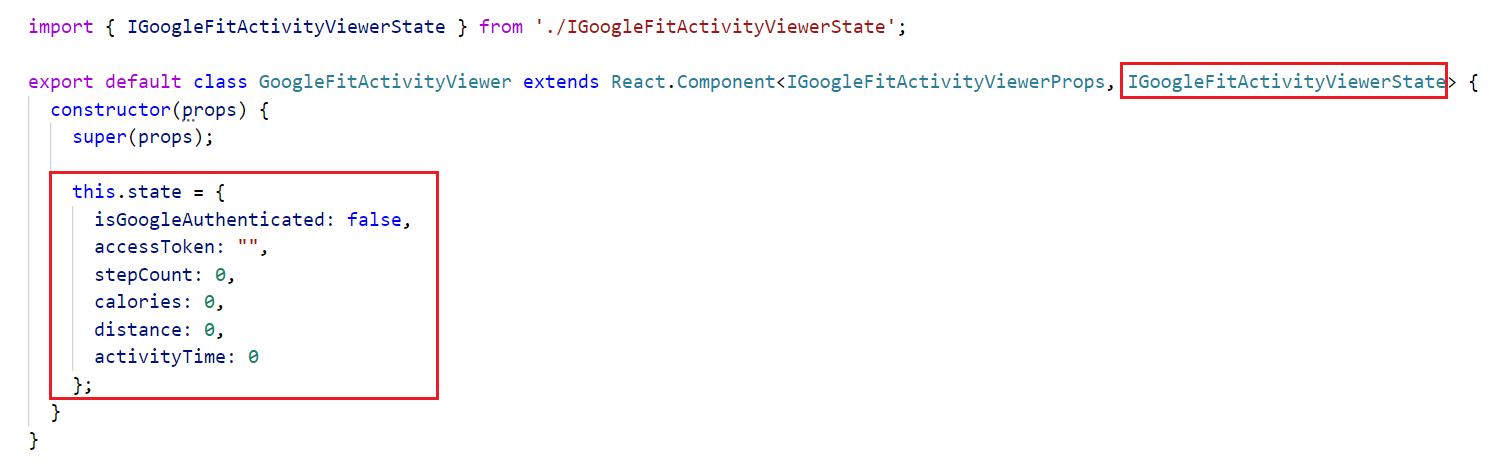 import { IGoogleFitActivityViewerState } from './IGoogleFitActivityViewerState';
export default class GoogleFitActivityViewer extends React.Component<IGoogleFitActivityViewerProps, IGoogleFitActivityViewerState> {
constructor(props) {
super(props);
this.state = {
isGoogleAuthenticated: false,
accessToken: "",
stepCount: 0,
calories: 0,
distance: 0,
activityTime: 0
};
}
}